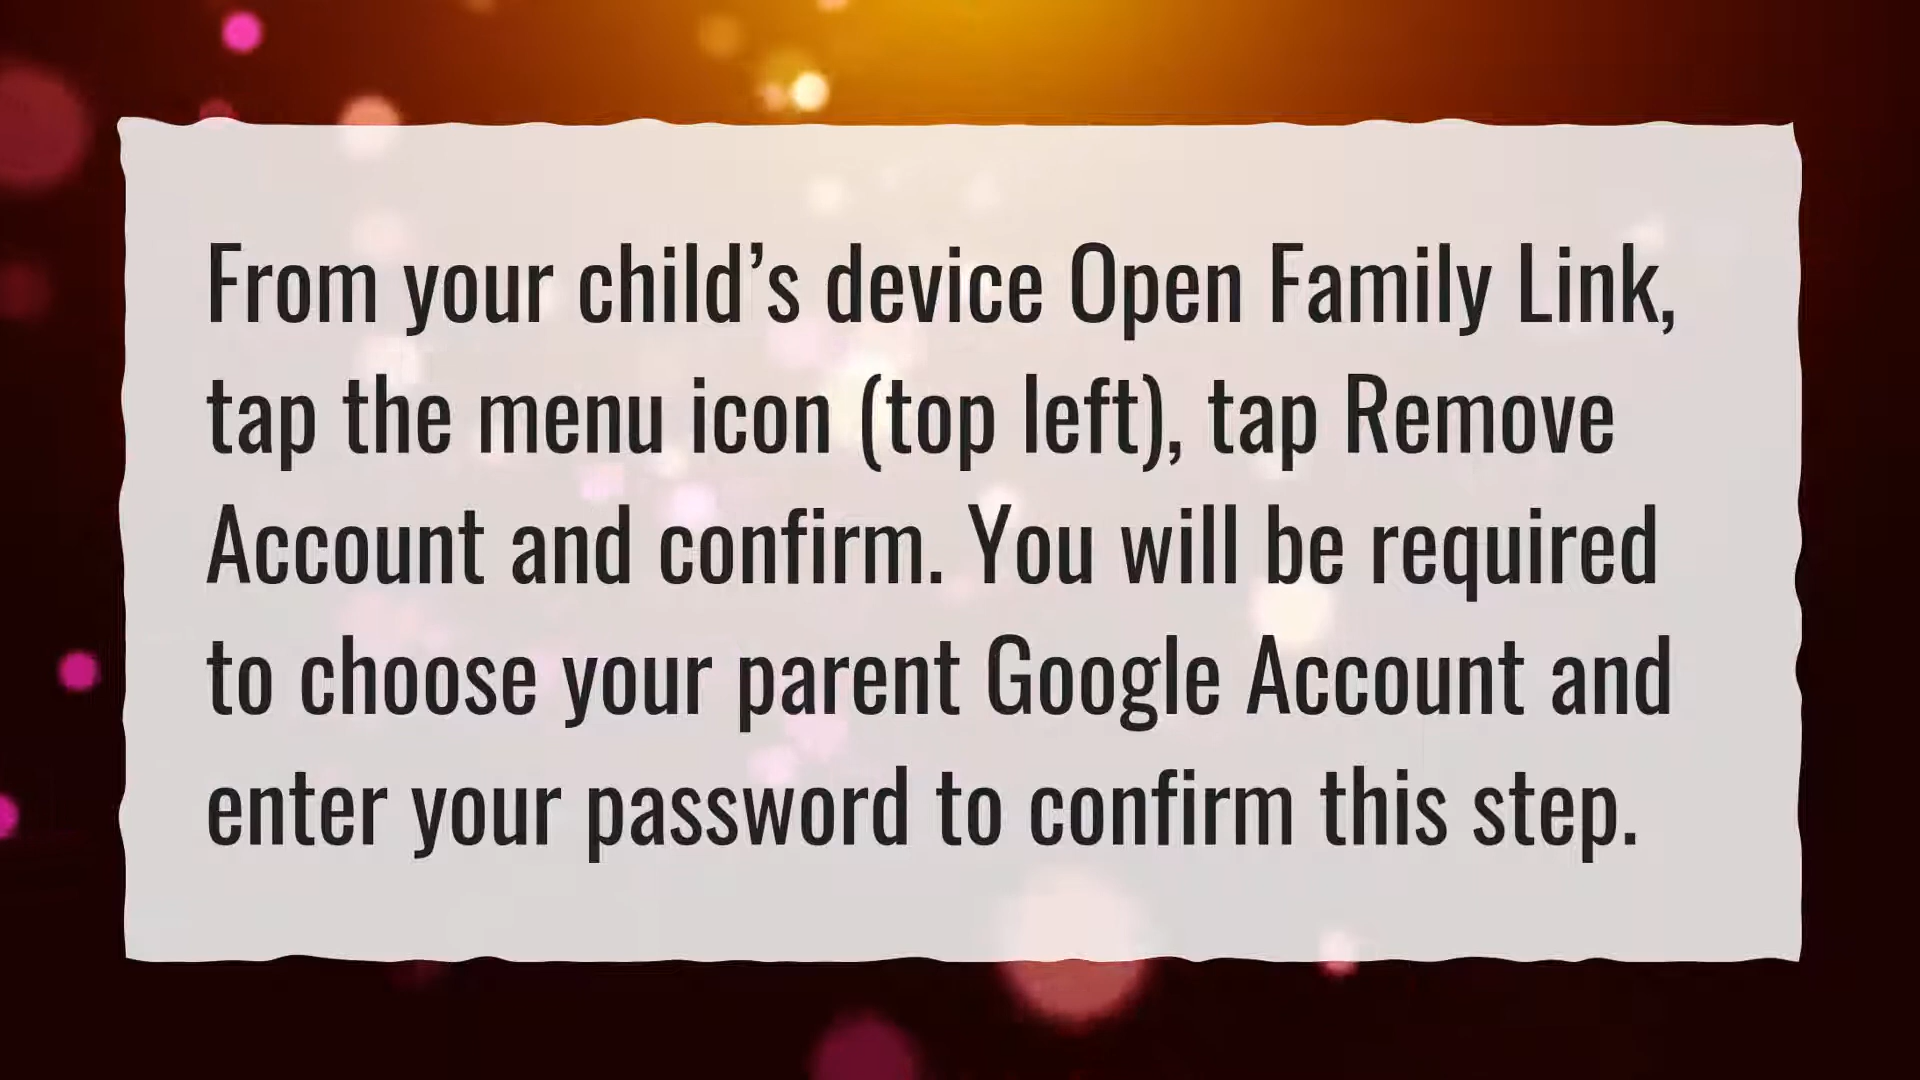 From your child’s device Open Family Link,
tap the menu icon (top left), tap Remove
Account and confirm. You will be required
to choose your parent Google Account and
enter your password to confirm this step.